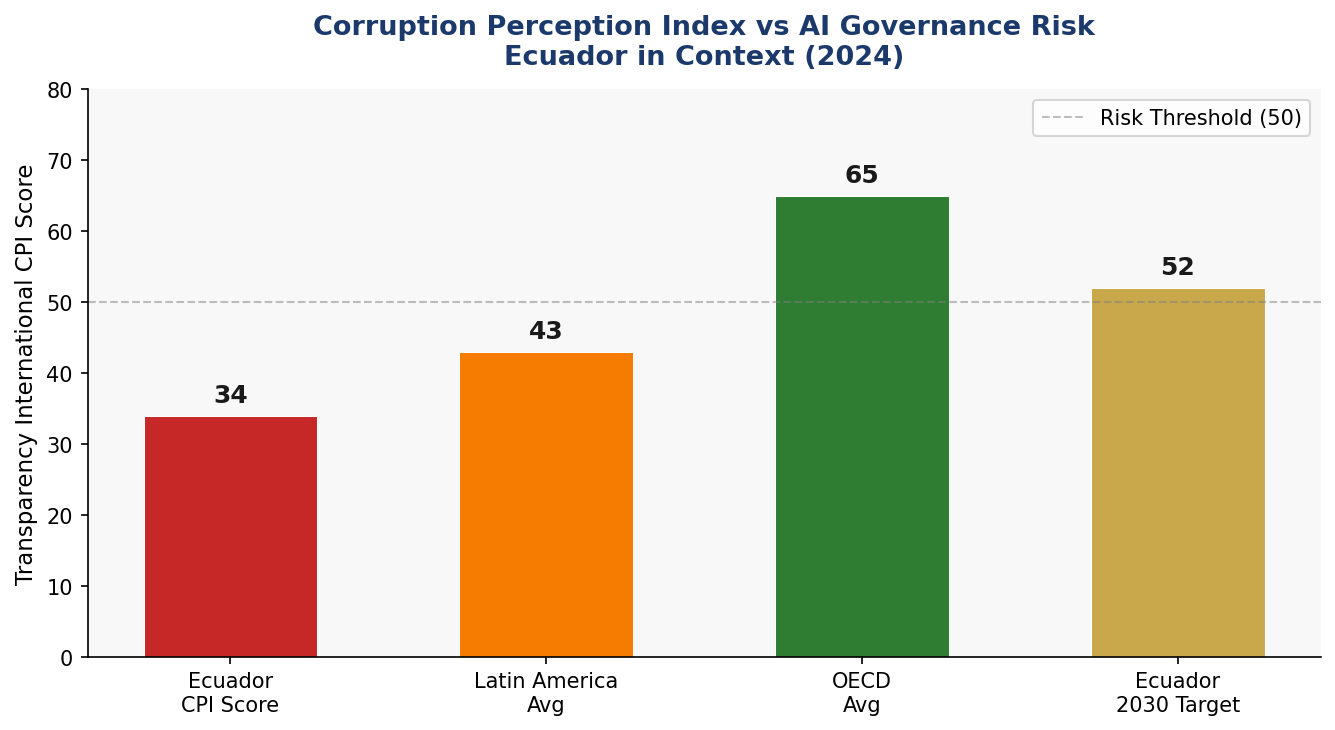 Corruption Perception Index vs AI Governance Risk
Ecuador in Context (2024)
Transparency International CPI Score
80
70
60
50
40
30
20
10
0
Risk Threshold (50)
34
43
65
52
Ecuador
CPI Score
Latin America
Avg
OECD
Avg
Ecuador
2030 Target